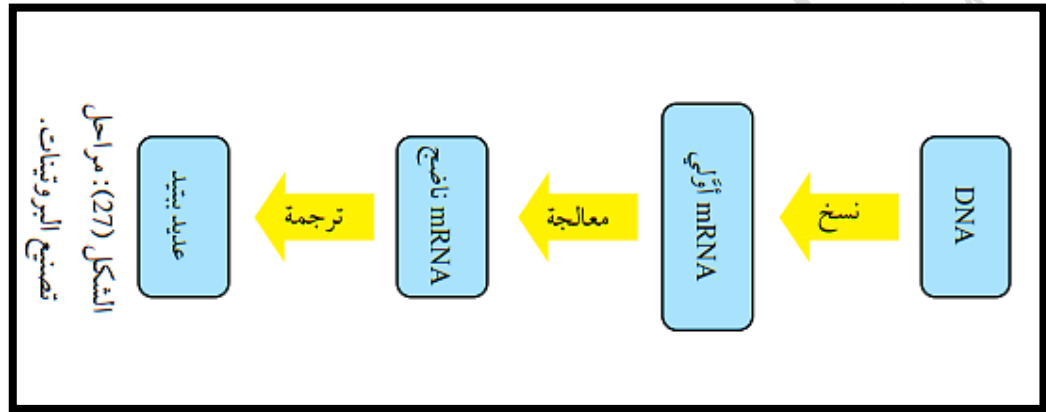 DNA
نسخ
mRNA أوَّلي
معالجة
mRNA ناضج
ترجمة
عديد ببتيد
الشكل (27): مراحل
تصنيع البروتينات.